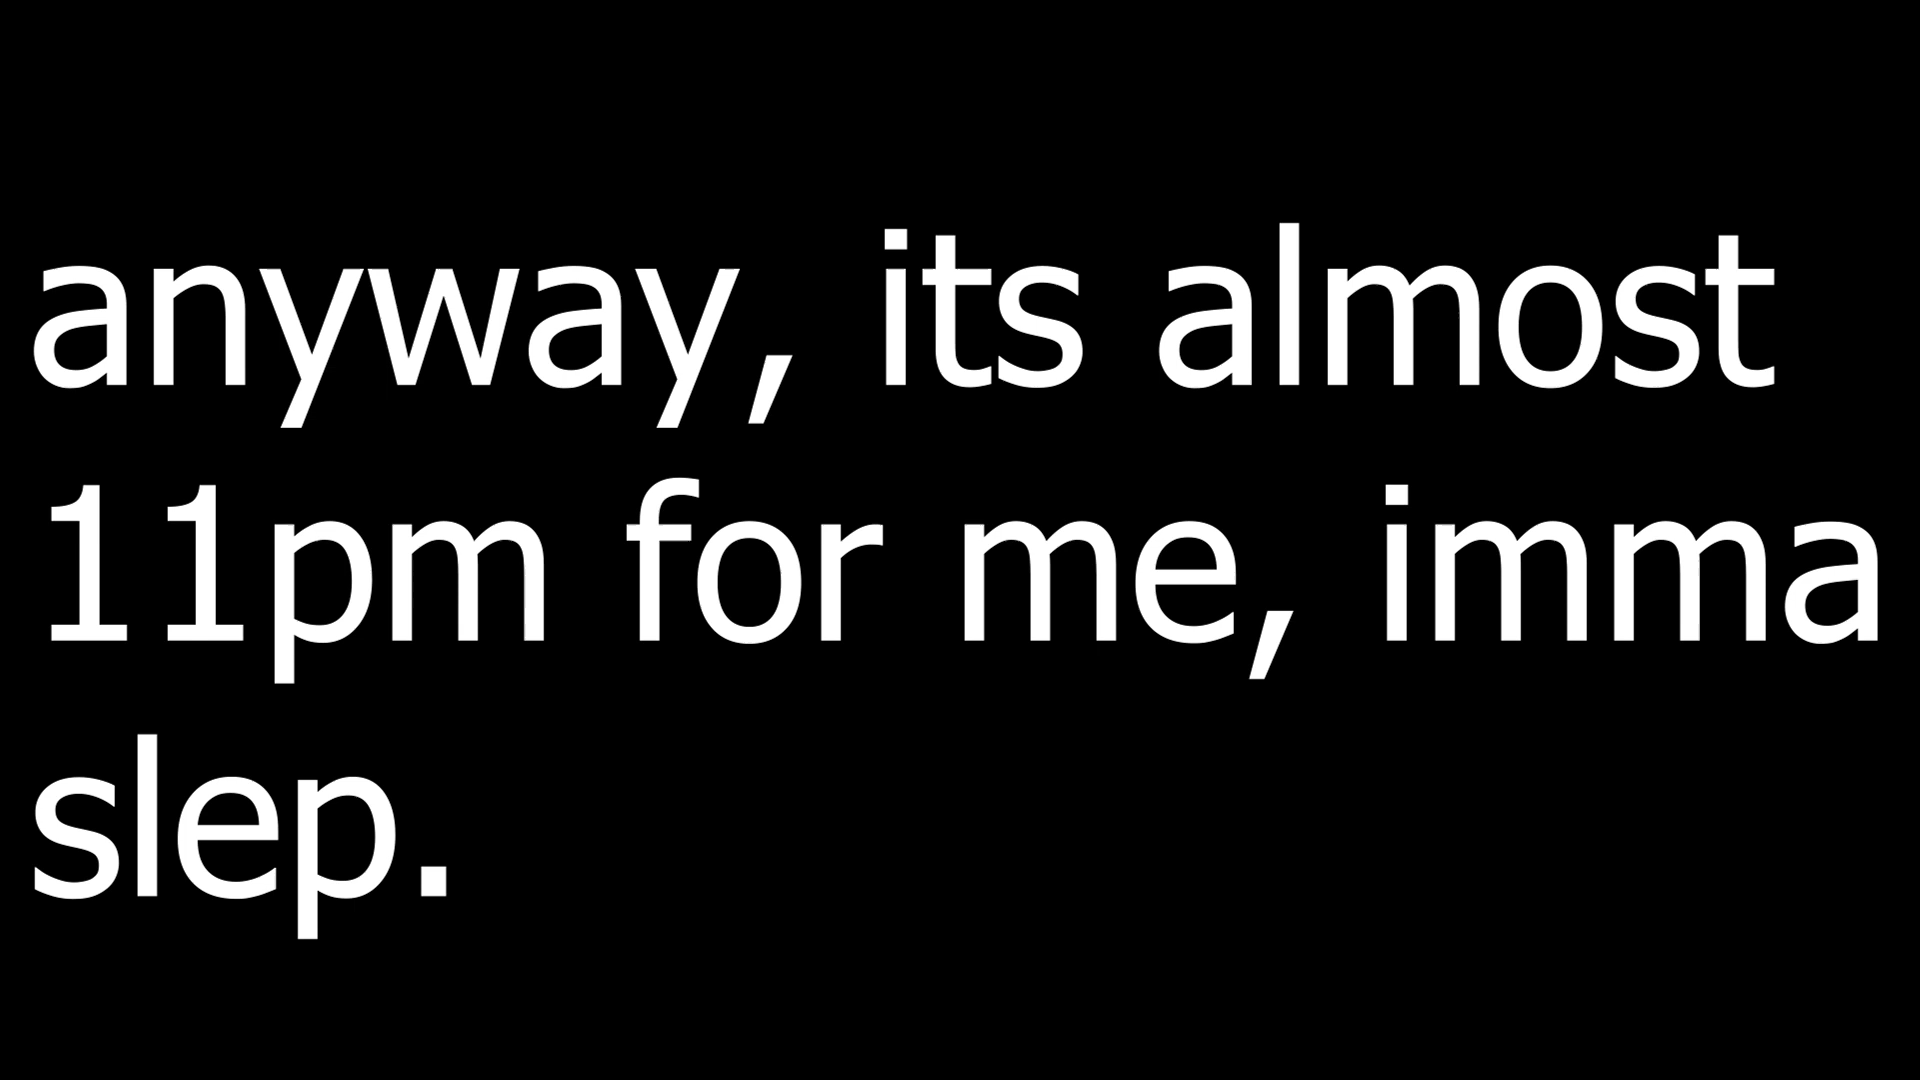 anyway, its almost
11pm for me, imma
slep.